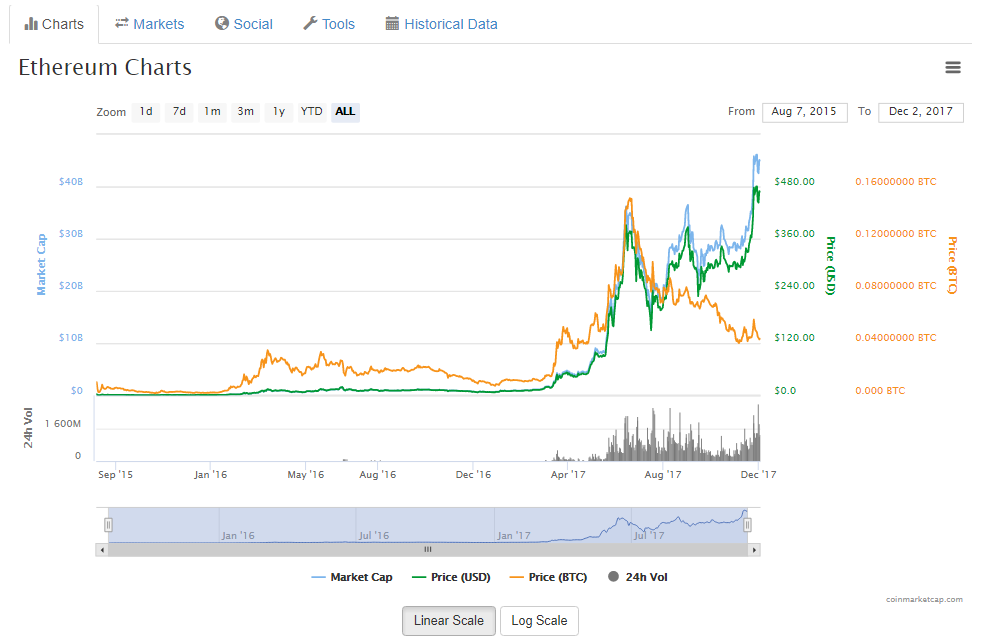 Charts Markets Social Tools Historical Data
Ethereum Charts
Zoom 1d 7d 1m 3m 1y YTD ALL From Aug 7, 2015 To Dec 2, 2017
$40B $480.00 0.16000000 BTC
$30B $360.00 0.12000000 BTC
Market Cap
Price (USD)
Price (BTC)
$20B $240.00 0.08000000 BTC
$10B $120.00 0.04000000 BTC
$0 $0.0 0.000 BTC
24h Vol
1 600M
0
Sep '15 Jan '16 May '16 Aug '16 Dec '16 Apr '17 Aug '17 Dec '17
Jan '16 Jul '16 Jan '17 Jul '17
Market Cap Price (USD) Price (BTC) 24h Vol
coinmarketcap.com
Linear Scale Log Scale